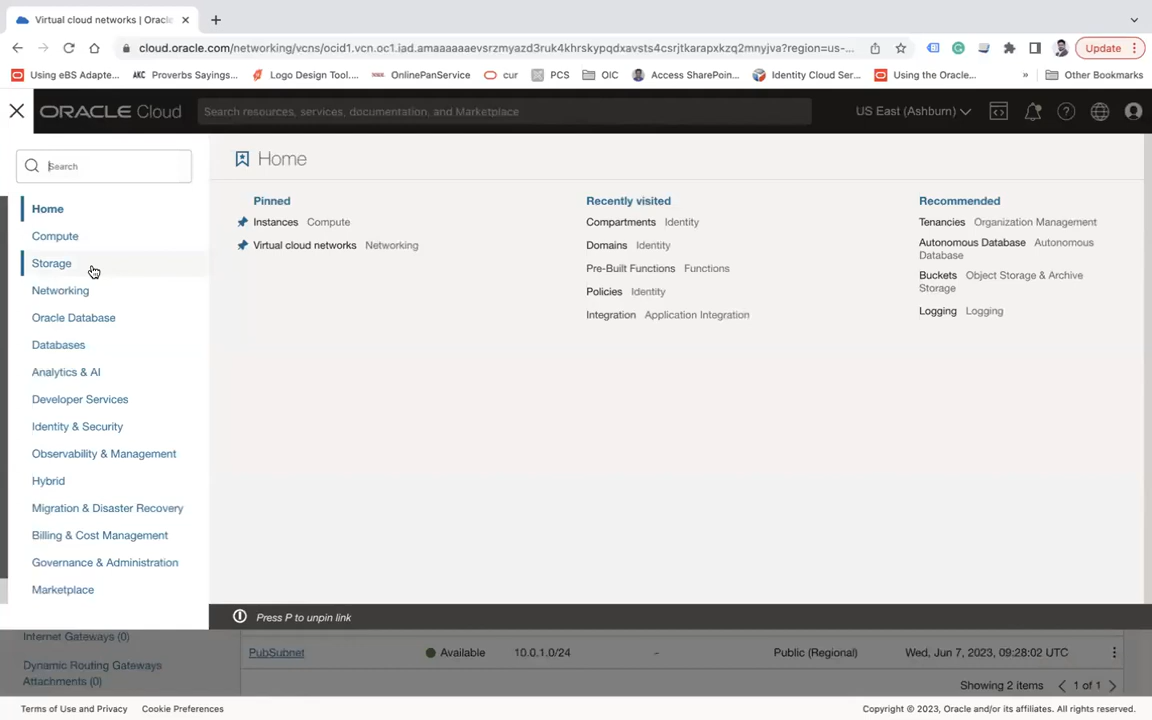 Virtual cloud networks | Oracle
cloud.oracle.com/networking/vcns/ocid1.vcn.oc1.iad.amaaaaaaevsrzmyazd3ruk4khrskypqdxavsts4csrjtkarapxkzq2mnyjva?region=us-...
Update
Using eBS Adapte...
AKC Proverbs Sayings...
Logo Design Tool....
OnlinePanService
cur
PCS
OIC
Access SharePoin...
Identity Cloud Ser...
Using the Oracle...
»
Other Bookmarks
ORACLE Cloud
Search resources, services, documentation, and Marketplace
US East (Ashburn)
Search
Home
Compute
Storage
Networking
Oracle Database
Databases
Analytics & AI
Developer Services
Identity & Security
Observability & Management
Hybrid
Migration & Disaster Recovery
Billing & Cost Management
Governance & Administration
Marketplace
Home
Pinned
Instances Compute
Virtual cloud networks Networking
Recently visited
Compartments Identity
Domains Identity
Pre-Built Functions Functions
Policies Identity
Integration Application Integration
Recommended
Tenancies Organization Management
Autonomous Database Autonomous
Database
Buckets Object Storage & Archive
Storage
Logging Logging
Press P to unpin link
Internet Gateways (0)
Dynamic Routing Gateways
Attachments (0)
PubSubnet Available 10.0.1.0/24 - Public (Regional) Wed, Jun 7, 2023, 09:28:02 UTC
Showing 2 items 1 of 1
Terms of Use and Privacy Cookie Preferences
Copyright © 2023, Oracle and/or its affiliates. All rights reserved.